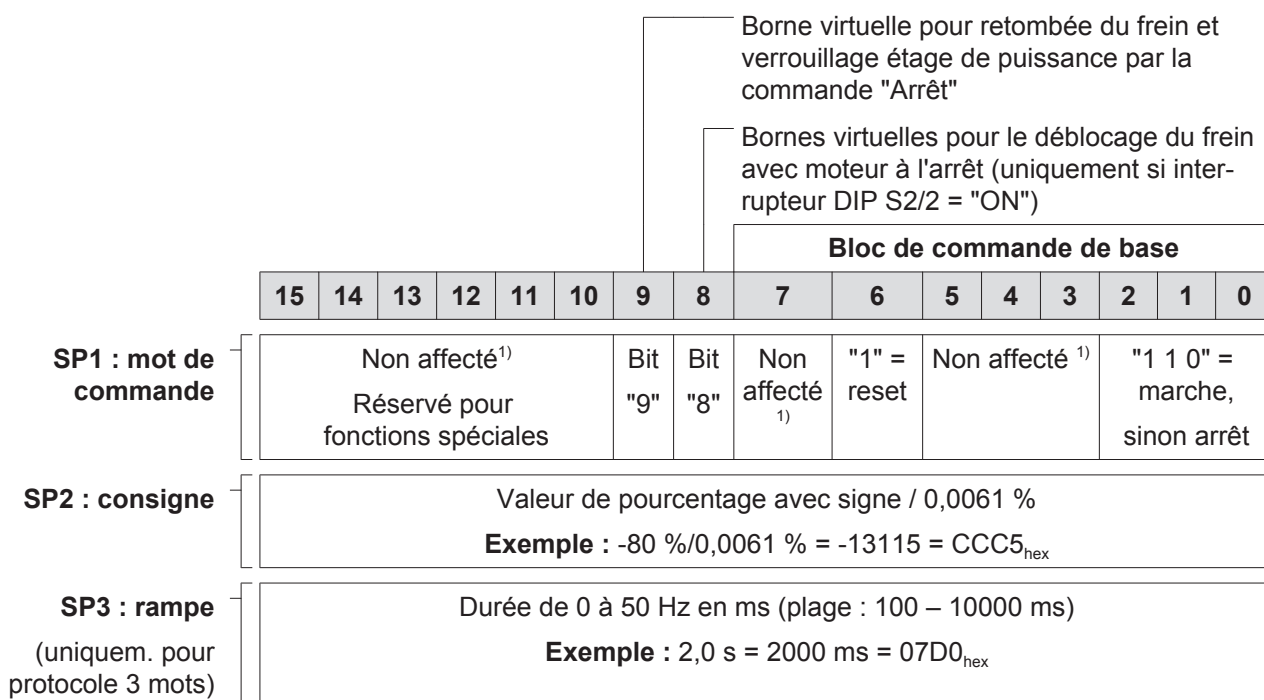 Borne virtuelle pour retombée du frein et
verrouillage étage de puissance par la
commande "Arrêt"
Bornes virtuelles pour le déblocage du frein
avec moteur à l'arrêt (uniquement si inter-
rupteur DIP S2/2 = "ON")
Bloc de commande de base
15 14 13 12 11 10 9 8 7 6 5 4 3 2 1 0
SP1 : mot de
commande
Non affecté1)
Réservé pour
fonctions spéciales
Bit
"9"
Bit
"8"
Non
affecté
1)
"1" =
reset
Non affecté 1)
"1 1 0" =
marche,
sinon arrêt
SP2 : consigne
Valeur de pourcentage avec signe / 0,0061 %
Exemple : -80 %/0,0061 % = -13115 = CCC5hex
SP3 : rampe
(uniquem. pour
protocole 3 mots)
Durée de 0 à 50 Hz en ms (plage : 100 – 10000 ms)
Exemple : 2,0 s = 2000 ms = 07D0hex